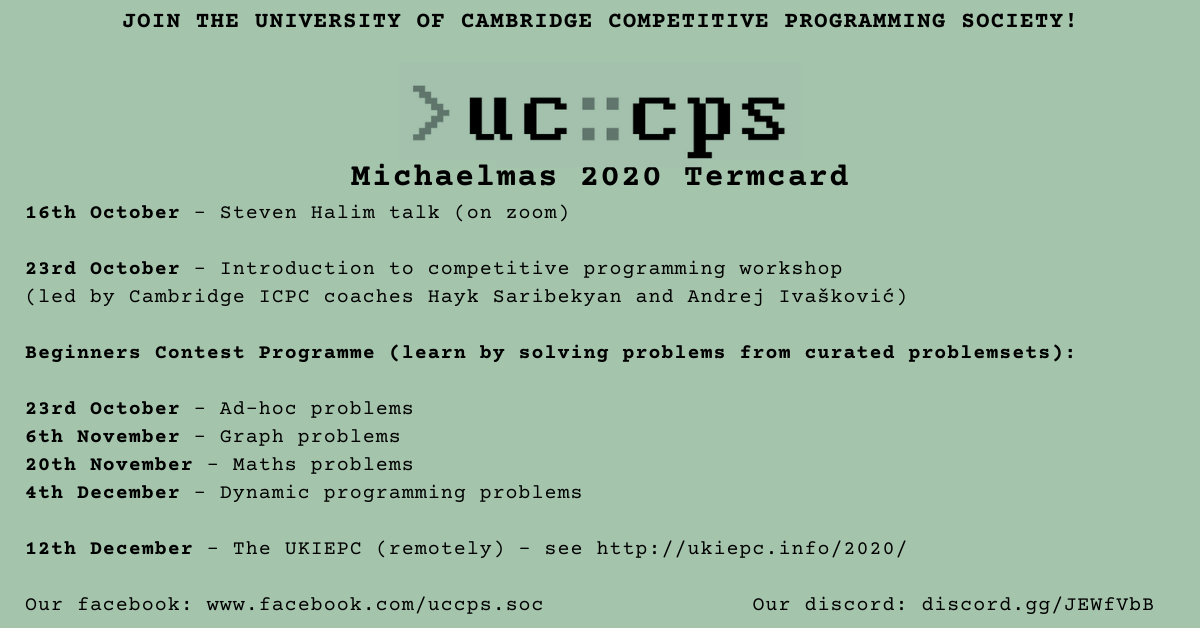 JOIN THE UNIVERSITY OF CAMBRIDGE COMPETITIVE PROGRAMMING SOCIETY!
>uc::cps
Michaelmas 2020 Termcard
16th October - Steven Halim talk (on zoom)
23rd October - Introduction to competitive programming workshop
(led by Cambridge ICPC coaches Hayk Saribekyan and Andrej Ivašković)
Beginners Contest Programme (learn by solving problems from curated problemsets):
23rd October - Ad-hoc problems
6th November - Graph problems
20th November - Maths problems
4th December - Dynamic programming problems
12th December - The UKIEPC (remotely) - see http://ukiepc.info/2020/
Our facebook: www.facebook.com/uccps.soc Our discord: discord.gg/JEWfVbB